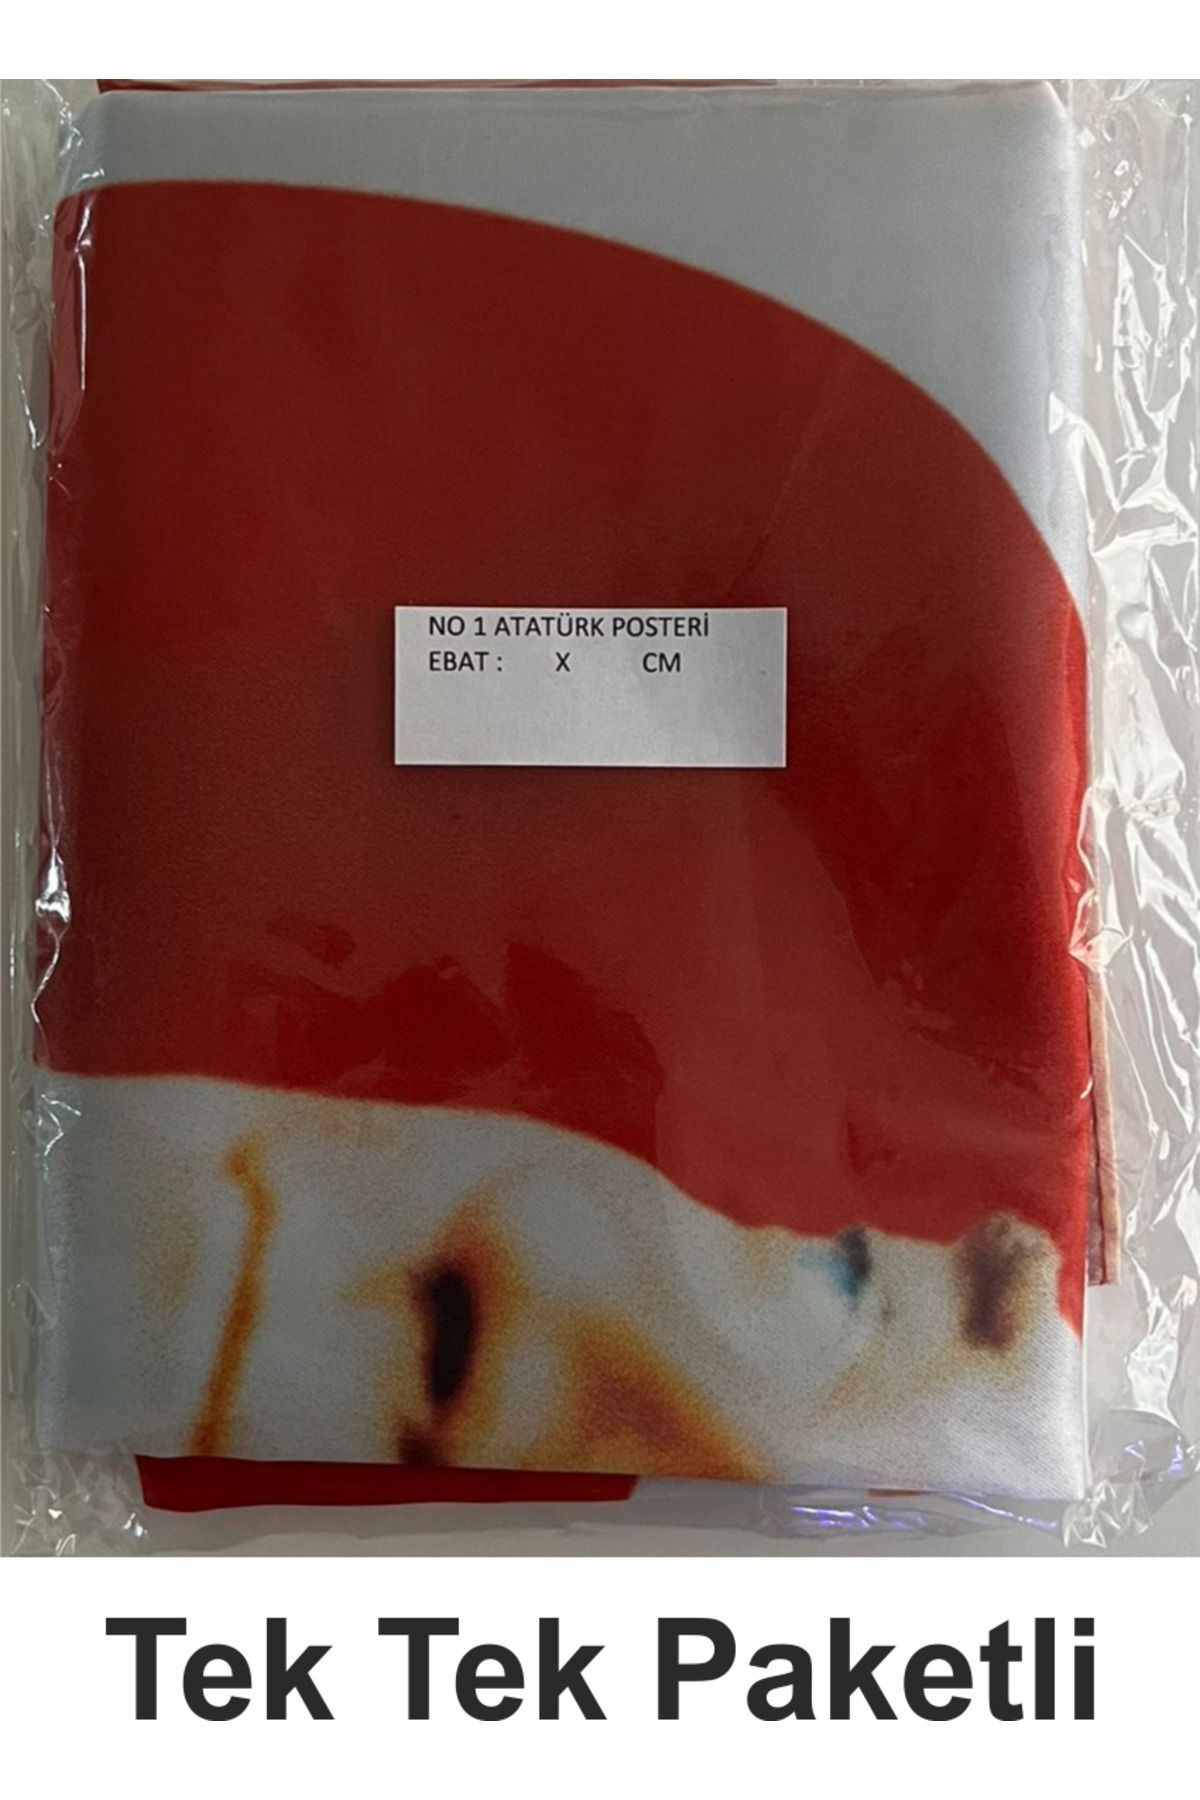 NO 1 ATATÜRK POSTERİ
EBAT : X CM
Tek Tek Paketli